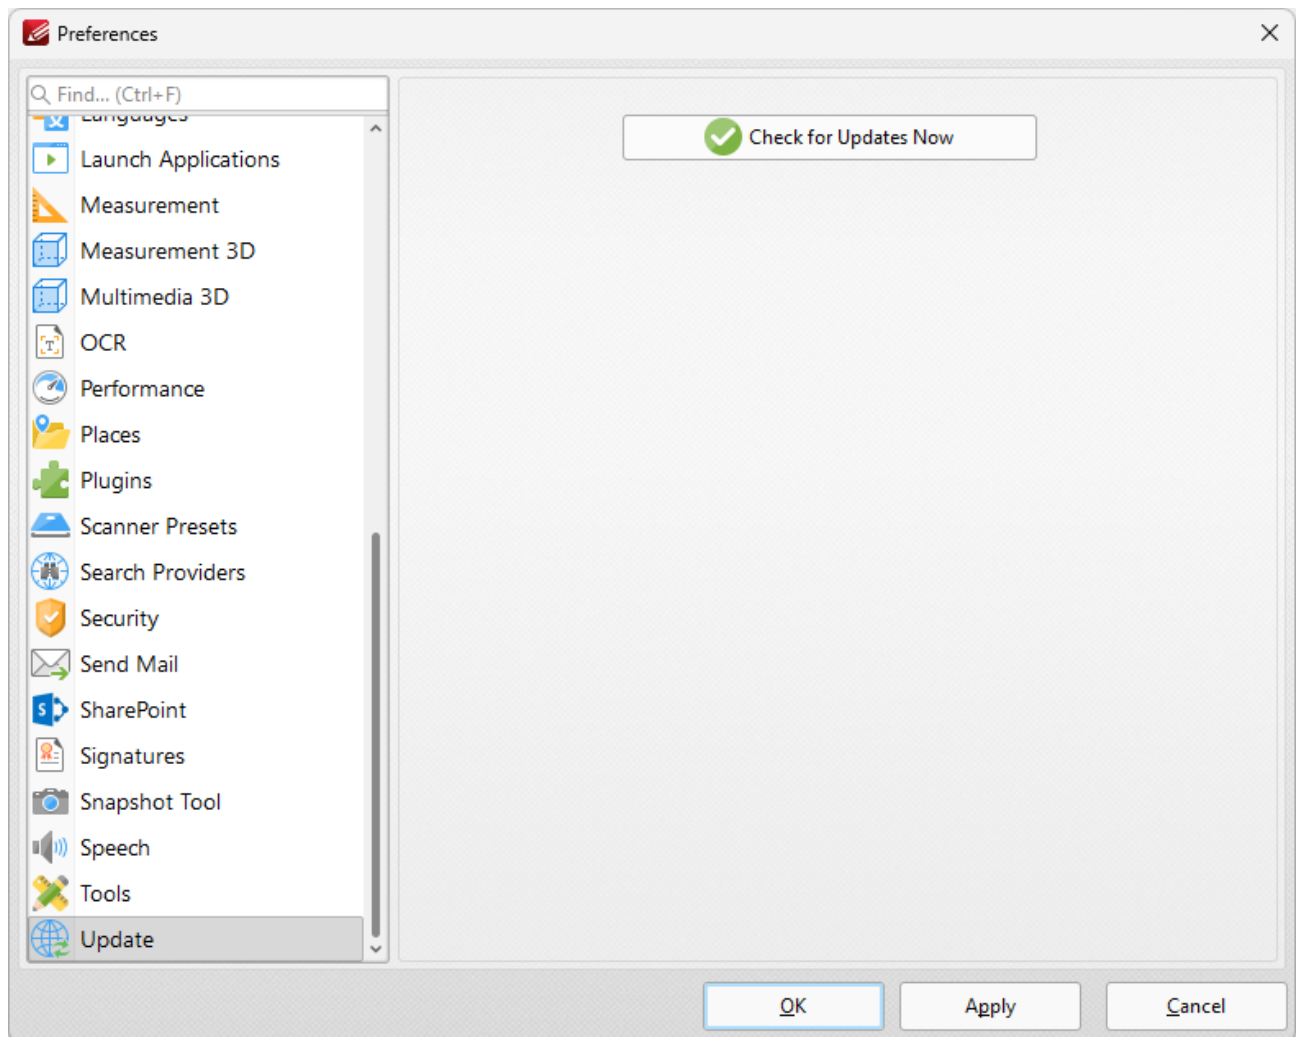 Preferences
Find... (Ctrl+F)
Languages
Launch Applications
Measurement
Measurement 3D
Multimedia 3D
OCR
Performance
Places
Plugins
Scanner Presets
Search Providers
Security
Send Mail
SharePoint
Signatures
Snapshot Tool
Speech
Tools
Update
Check for Updates Now
OK
Apply
Cancel